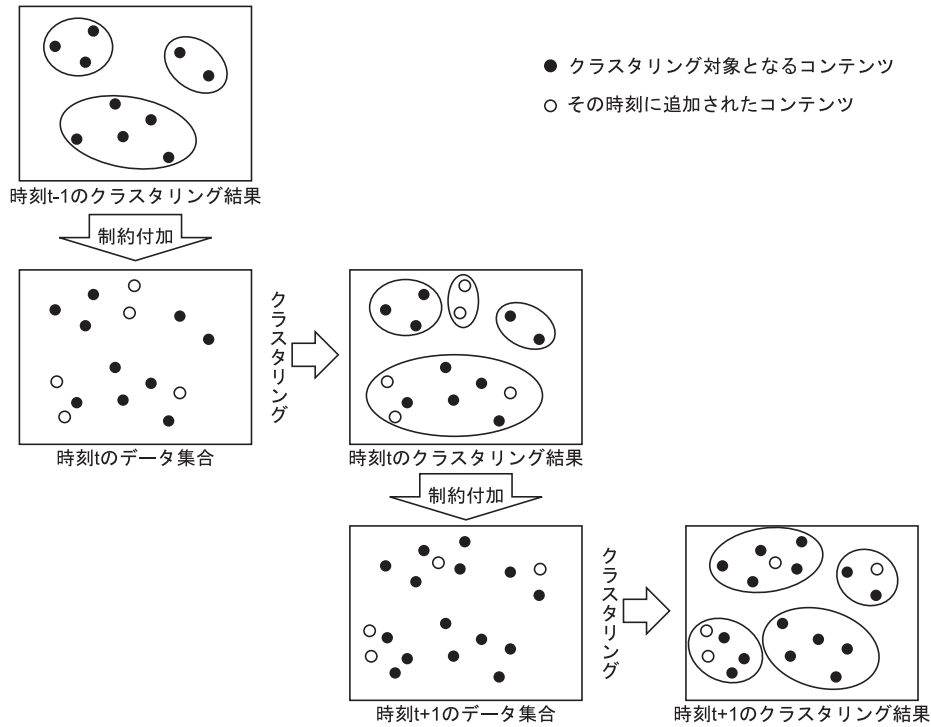 クラスタリング対象となるコンテンツ
その時刻に追加されたコンテンツ
時刻t-1のクラスタリング結果
制約付加
クラスタリング
時刻tのデータ集合
時刻tのクラスタリング結果
制約付加
クラスタリング
時刻t+1のデータ集合
時刻t+1のクラスタリング結果